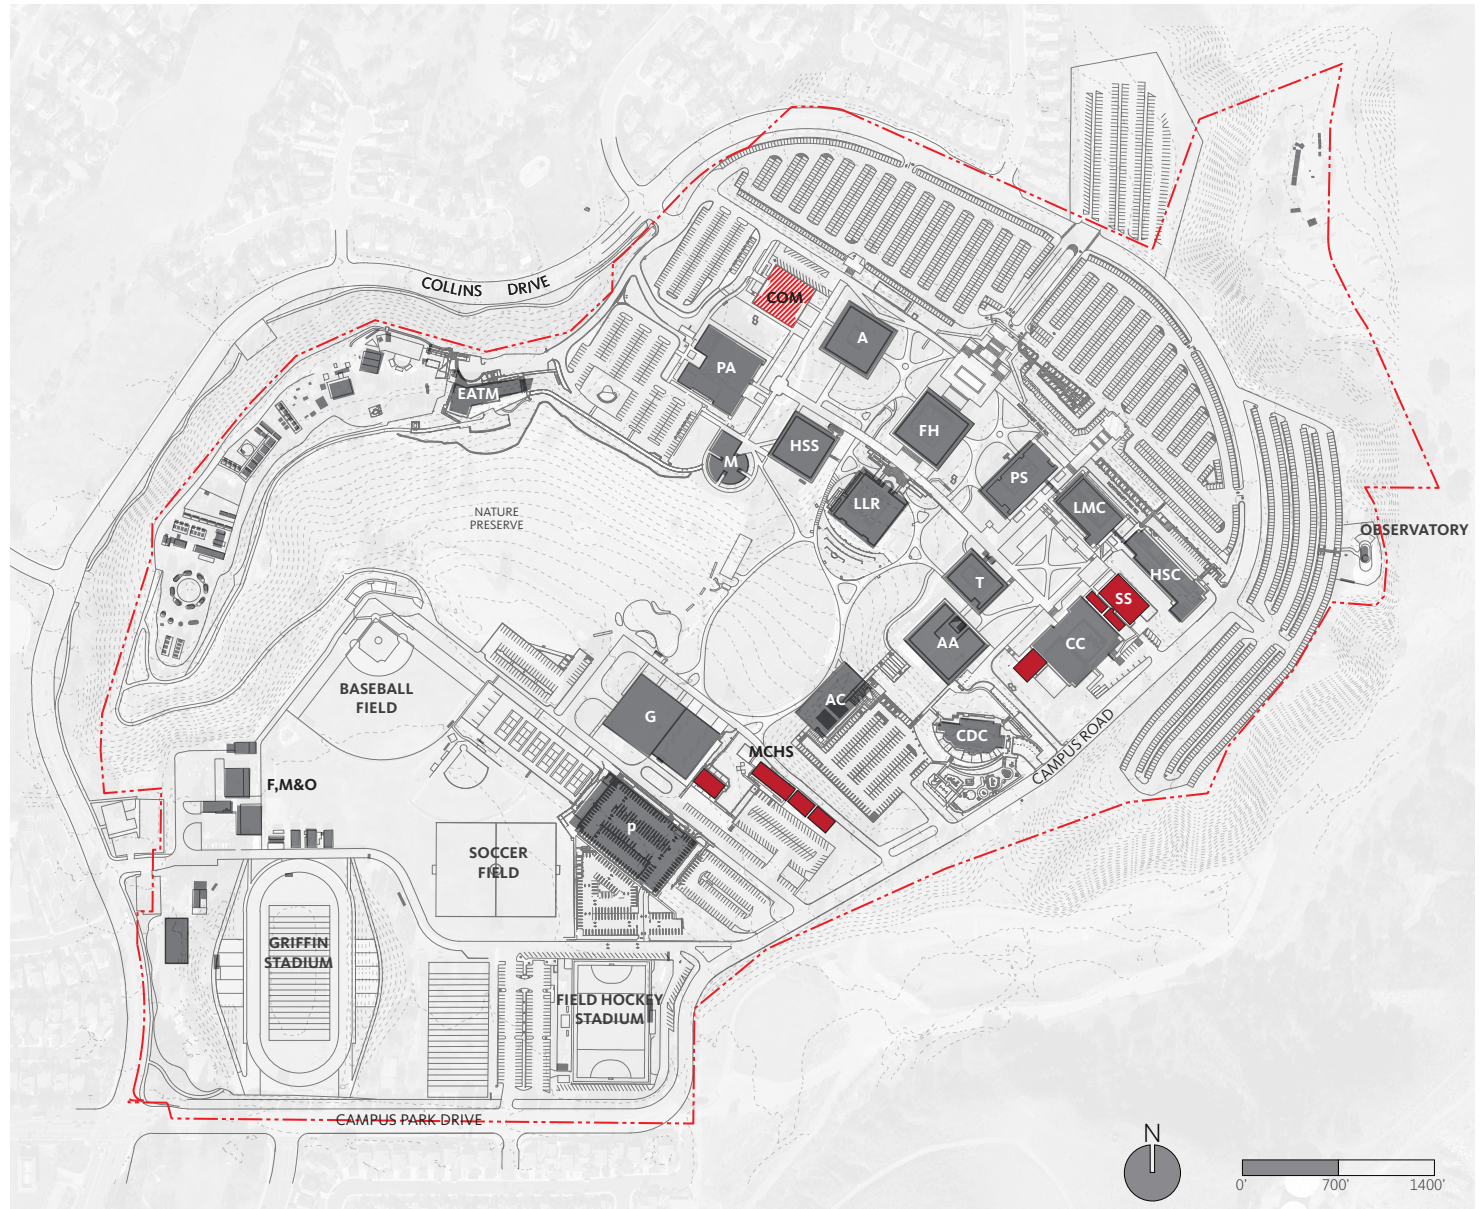 COLLINS DRIVE
COM
A
PA
EATM
FH
HSS
M
PS
LLR
LMC
NATURE
PRESERVE
OBSERVATORY
HSC
T
SS
AA
CC
BASEBALL
FIELD
AC
G
CDC
MCHS
CAMPUS ROAD
F,M&O
P
SOCCER
FIELD
GRIFFIN
STADIUM
FIELD HOCKEY
STADIUM
CAMPUS PARK DRIVE
N
0' 700' 1400'